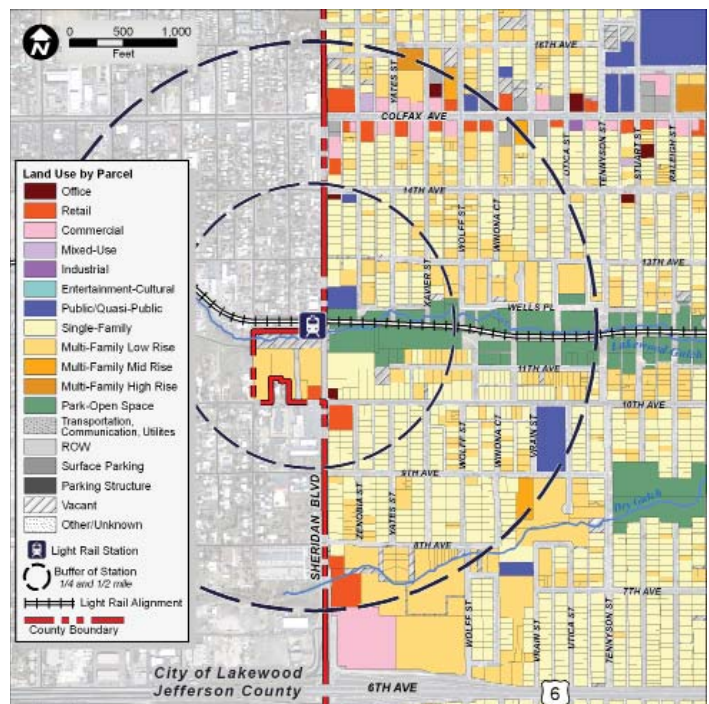 N
0 500 1,000
Feet
16TH AVE
YATES ST
COLFAX AVE
UTICA ST
TENNYSON ST
STUART ST
RALEIGH ST
14TH AVE
WOLFF ST
WINONA CT
13TH AVE
XAVIER ST
WELLS PL
Lakewood Gulch
11TH AVE
10TH AVE
WOLFF ST
WINONA CT
VRAIN ST
9TH AVE
SHERIDAN BLVD
ZENOBIA ST
YATES ST
Dry Gulch
8TH AVE
7TH AVE
WOLFF ST
VRAIN ST
UTICA ST
TENNYSON ST
6TH AVE
6
City of Lakewood
Jefferson County
Land Use by Parcel
Office
Retail
Commercial
Mixed-Use
Industrial
Entertainment-Cultural
Public/Quasi-Public
Single-Family
Multi-Family Low Rise
Multi-Family Mid Rise
Multi-Family High Rise
Park-Open Space
Transportation,
Communication, Utilites
ROW
Surface Parking
Parking Structure
Vacant
Other/Unknown
Light Rail Station
Buffer of Station
1/4 and 1/2 mile
Light Rail Alignment
County Boundary